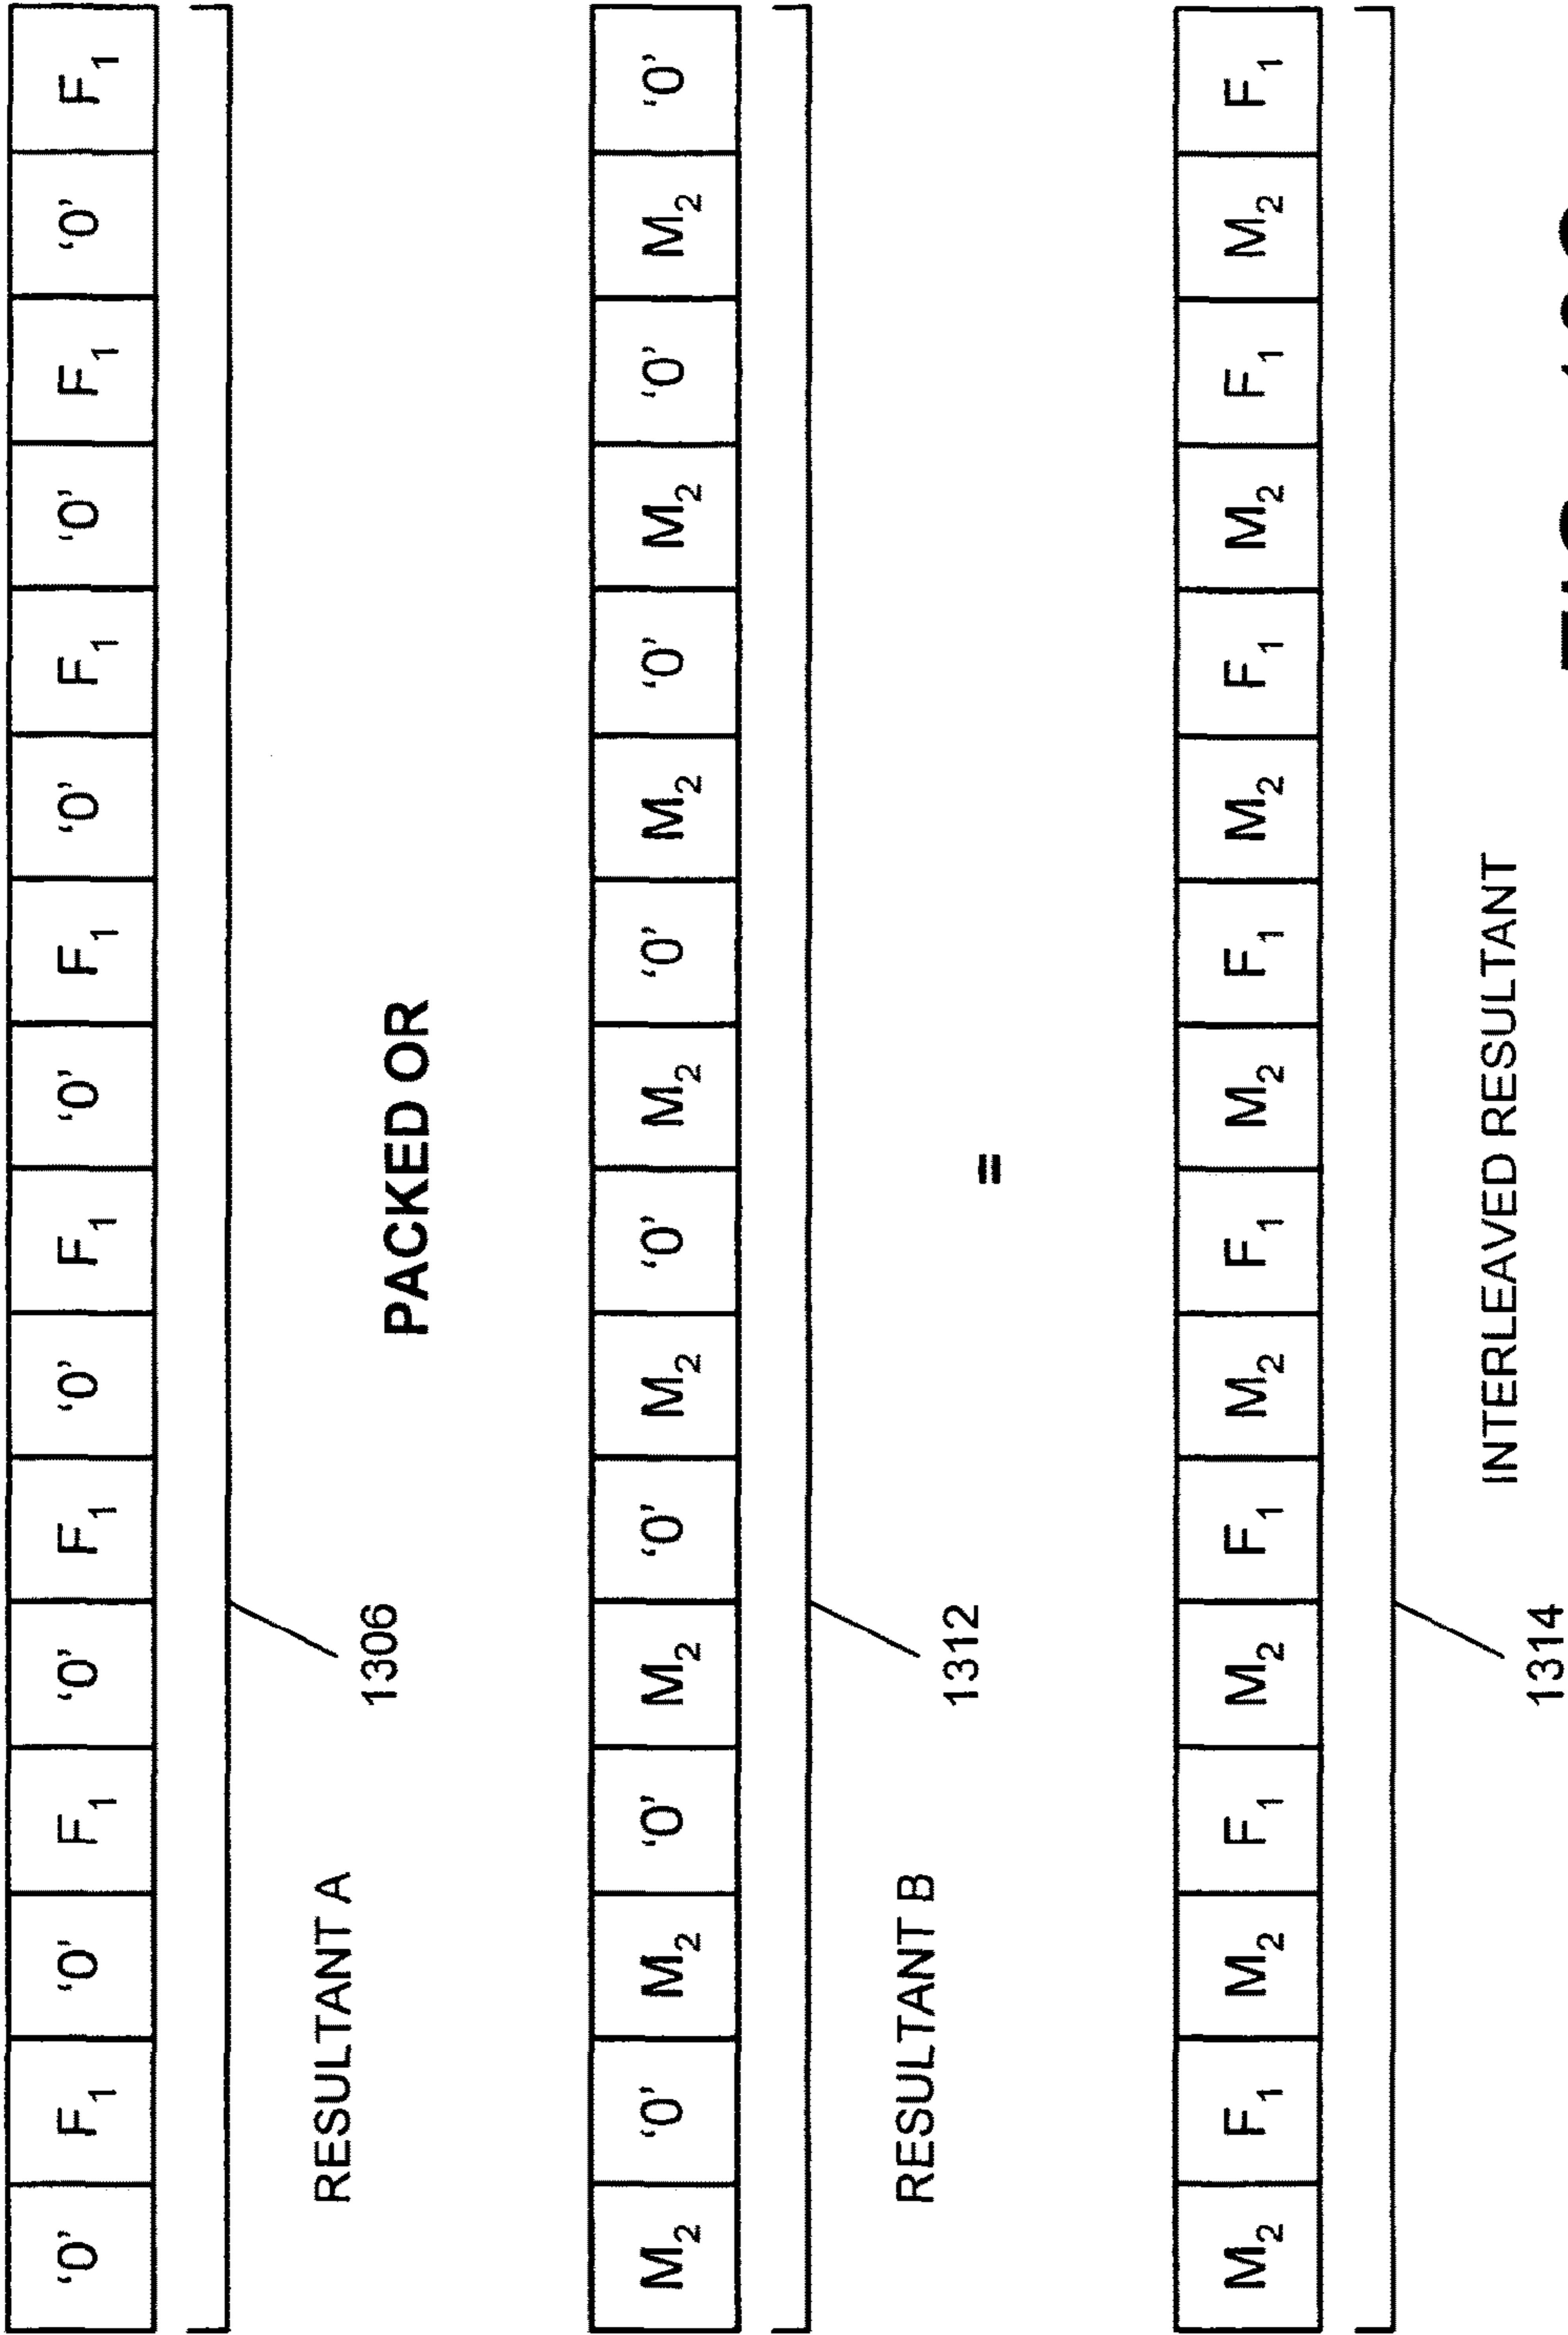 '0' F₁ '0' F₁ '0' F₁ '0' F₁ '0' F₁ '0' F₁ '0' F₁ '0' F₁
RESULTANT A
1306
PACKED OR
M₂ '0' M₂ '0' M₂ '0' M₂ '0' M₂ '0' M₂ '0' M₂ '0' M₂ '0'
RESULTANT B
1312
=
M₂ F₁ M₂ F₁ M₂ F₁ M₂ F₁ M₂ F₁ M₂ F₁ M₂ F₁ M₂ F₁
INTERLEAVED RESULTANT
1314